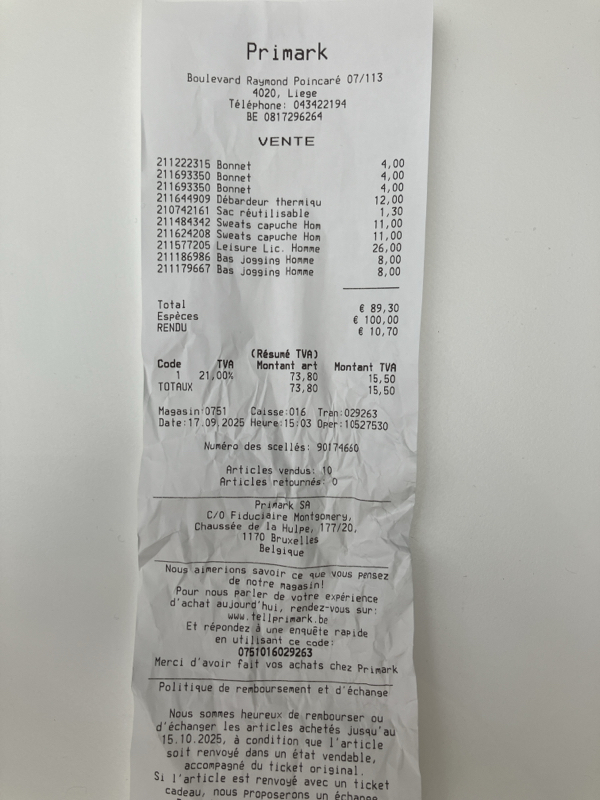 Primark
Boulevard Raymond Poincaré 07/113
4020, Liege
Téléphone: 043422194
BE 0817296264
VENTE
211222315 Bonnet 4,00
211693350 Bonnet 4,00
211693350 Bonnet 4,00
211644909 Débardeur thermiqu 12,00
210742161 Sac réutilisable 1,30
211484342 Sweats capuche Hom 11,00
211624208 Sweats capuche Hom 11,00
211577205 Leisure Lic. Homme 26,00
211186986 Bas Jogging Homme 8,00
211179667 Bas Jogging Homme 8,00
Total € 89,30
Espèces € 100,00
RENDU € 10,70
(Résumé TVA)
Code TVA Montant art Montant TVA
1 21,00% 73,80 15,50
TOTAUX 73,80 15,50
Magasin:0751 Caisse:016 Tran:029263
Date:17.09.2025 Heure:15:03 Oper:10527530
Numéro des scellés: 90174660
Articles vendus: 10
Articles retournés: 0
Primark SA
C/O Fiduciaire Montgomery,
Chaussée de la Hulpe, 177/20,
1170 Bruxelles
Belgique
Nous aimerions savoir ce que vous pensez
de notre magasin!
Pour nous parler de votre expérience
d'achat aujourd'hui, rendez-vous sur:
www.tellprimark.be
Et répondez à une enquête rapide
en utilisant ce code:
0751016029263
Merci d'avoir fait vos achats chez Primark
Politique de remboursement et d'échange
Nous sommes heureux de rembourser ou
d'échanger les articles achetés jusqu'au
15.10.2025, à condition que l'article
soit renvoyé dans un état vendable,
accompagné du ticket original.
Si l'article est renvoyé avec un ticket
cadeau, nous proposerons un échange